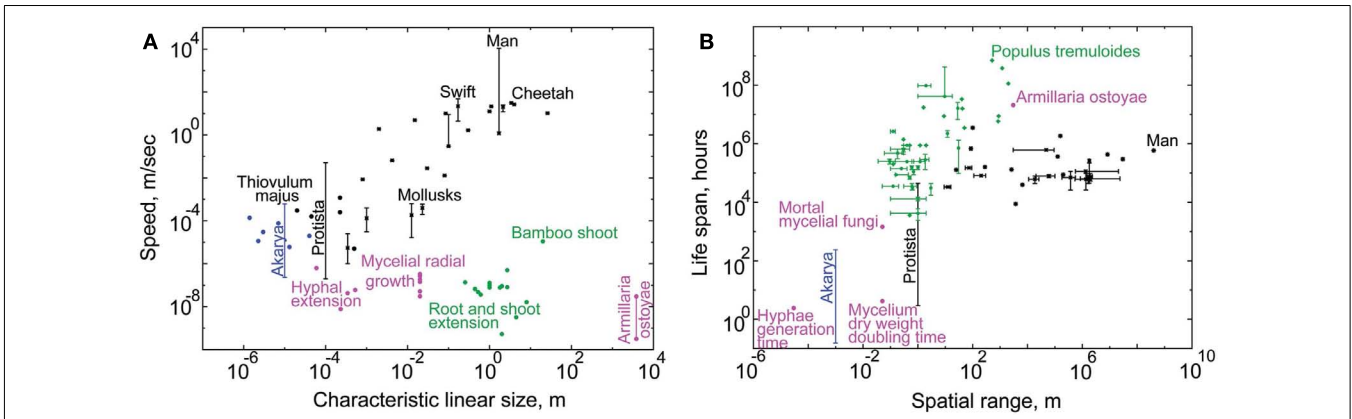 A
Speed, m/sec
10^4
10^0
10^-4
10^-8
Man
Swift
Cheetah
Thiovulum
majus
Protista
Akarya
Mollusks
Bamboo shoot
Mycelial radial
growth
Hyphal
extension
Root and shoot
extension
Armillaria
ostoyae
10^-6
10^-4
10^-2
10^0
10^2
10^4
Characteristic linear size, m
B
Life span, hours
10^8
10^6
10^4
10^2
10^0
Populus tremuloides
Armillaria ostoyae
Man
Mortal
mycelial fungi
Protista
Akarya
Hyphae
generation
time
Mycelium
dry weight
doubling time
10^-6
10^-2
10^2
10^6
10^10
Spatial range, m